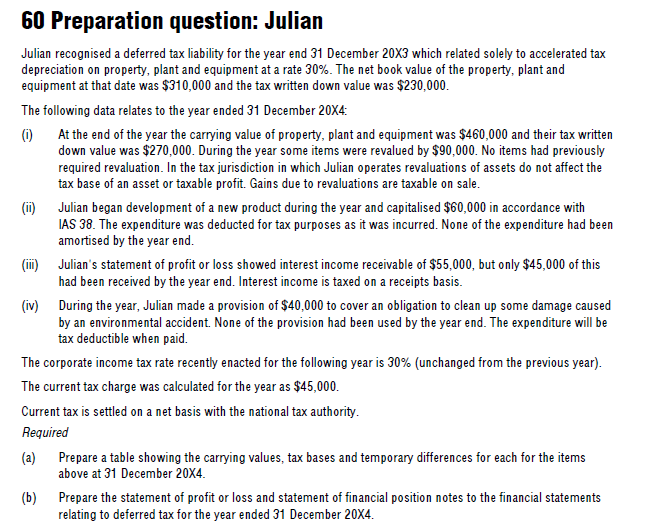 60 Preparation question: Julian
Julian recognised a deferred tax liability for the year end 31 December 20X3 which related solely to accelerated tax
depreciation on property, plant and equipment at a rate 30%. The net book value of the property, plant and
equipment at that date was $310,000 and the tax written down value was $230,000.
The following data relates to the year ended 31 December 20X4:
(i) At the end of the year the carrying value of property, plant and equipment was $460,000 and their tax written
down value was $270,000. During the year some items were revalued by $90,000. No items had previously
required revaluation. In the tax jurisdiction in which Julian operates revaluations of assets do not affect the
tax base of an asset or taxable profit. Gains due to revaluations are taxable on sale.
(ii) Julian began development of a new product during the year and capitalised $60,000 in accordance with
IAS 38. The expenditure was deducted for tax purposes as it was incurred. None of the expenditure had been
amortised by the year end.
(iii) Julian's statement of profit or loss showed interest income receivable of $55,000, but only $45,000 of this
had been received by the year end. Interest income is taxed on a receipts basis.
(iv) During the year, Julian made a provision of $40,000 to cover an obligation to clean up some damage caused
by an environmental accident. None of the provision had been used by the year end. The expenditure will be
tax deductible when paid.
The corporate income tax rate recently enacted for the following year is 30% (unchanged from the previous year).
The current tax charge was calculated for the year as $45,000.
Current tax is settled on a net basis with the national tax authority.
Required
(a) Prepare a table showing the carrying values, tax bases and temporary differences for each for the items
above at 31 December 20X4.
(b) Prepare the statement of profit or loss and statement of financial position notes to the financial statements
relating to deferred tax for the year ended 31 December 20X4.